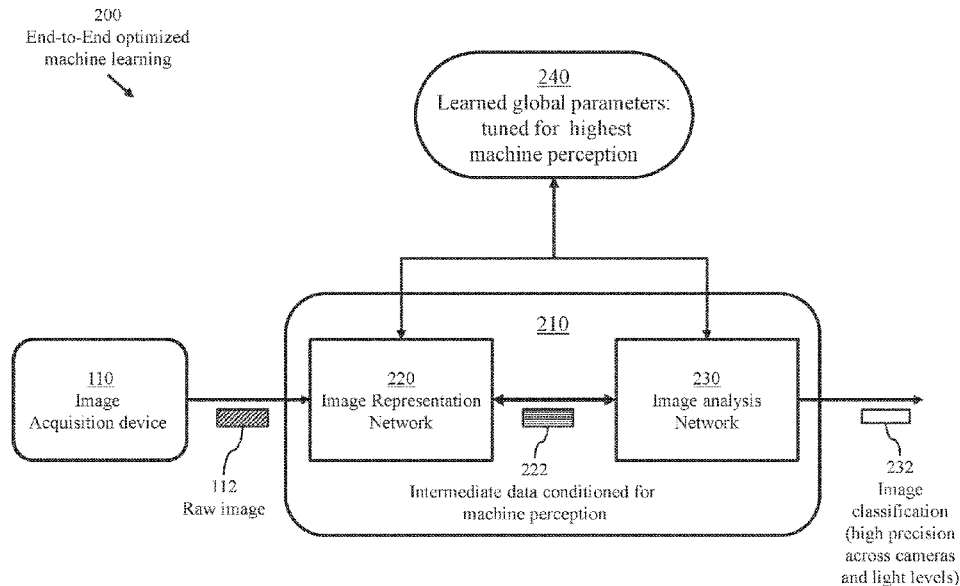 200
End-to-End optimized
machine learning
240
Learned global parameters:
tuned for highest
machine perception
210
110
Image
Acquisition device
220
Image Representation
Network
230
Image analysis
Network
112
Raw image
222
Intermediate data conditioned for
machine perception
232
Image
classification
(high precision
across cameras
and light levels)